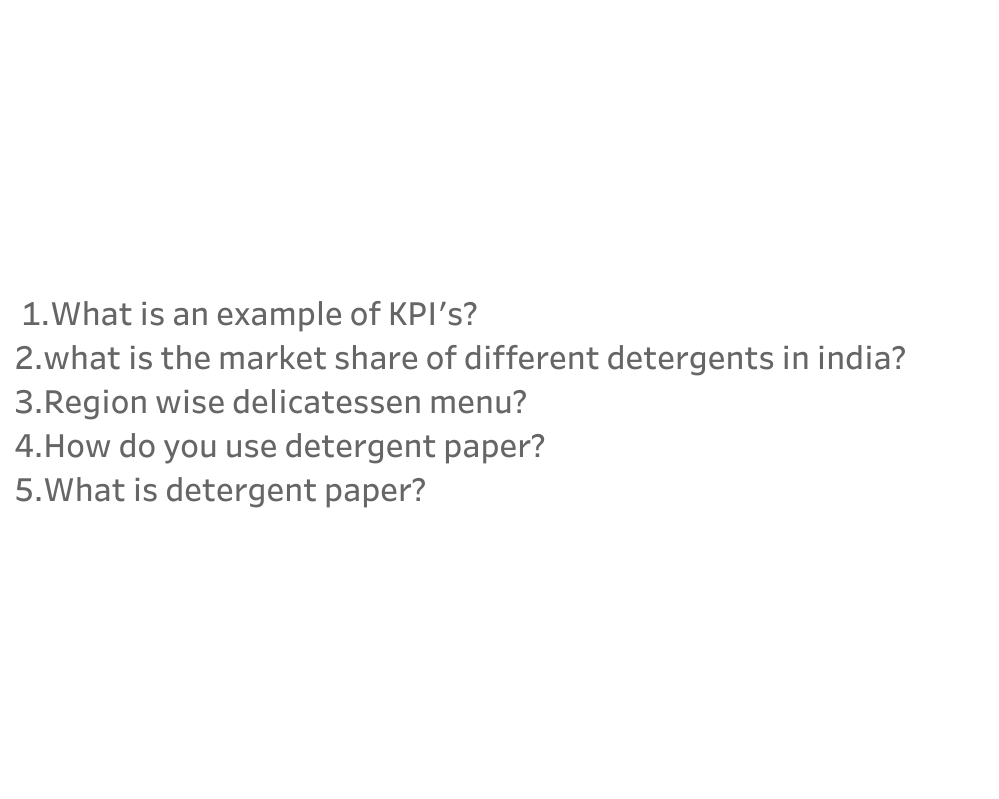 1.What is an example of KPI's?
2.what is the market share of different detergents in india?
3.Region wise delicatessen menu?
4.How do you use detergent paper?
5.What is detergent paper?